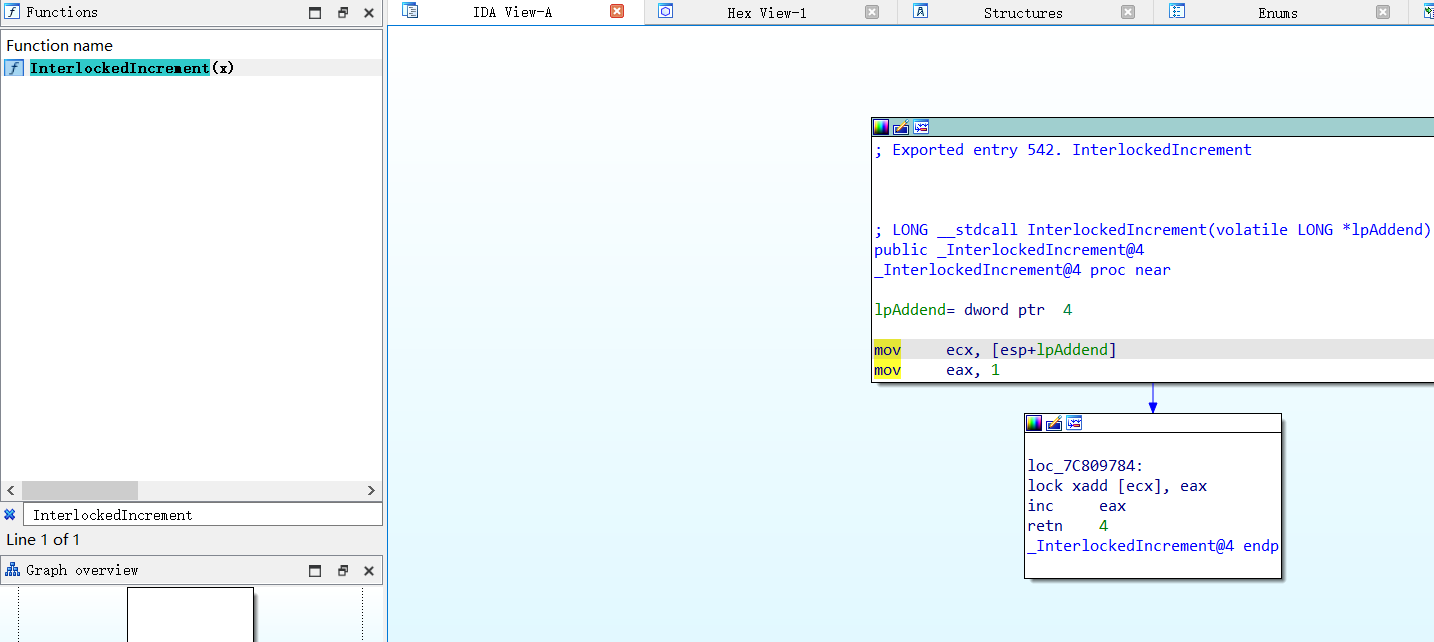 Functions
IDA View-A
Hex View-1
Structures
Enums
Function name
InterlockedIncrement(x)
InterlockedIncrement
Line 1 of 1
Graph overview
; Exported entry 542. InterlockedIncrement
; LONG __stdcall InterlockedIncrement(volatile LONG *lpAddend)
public _InterlockedIncrement@4
_InterlockedIncrement@4 proc near
lpAddend= dword ptr  4
mov     ecx, [esp+lpAddend]
mov     eax, 1
loc_7C809784:
lock xadd [ecx], eax
inc     eax
retn    4
_InterlockedIncrement@4 endp